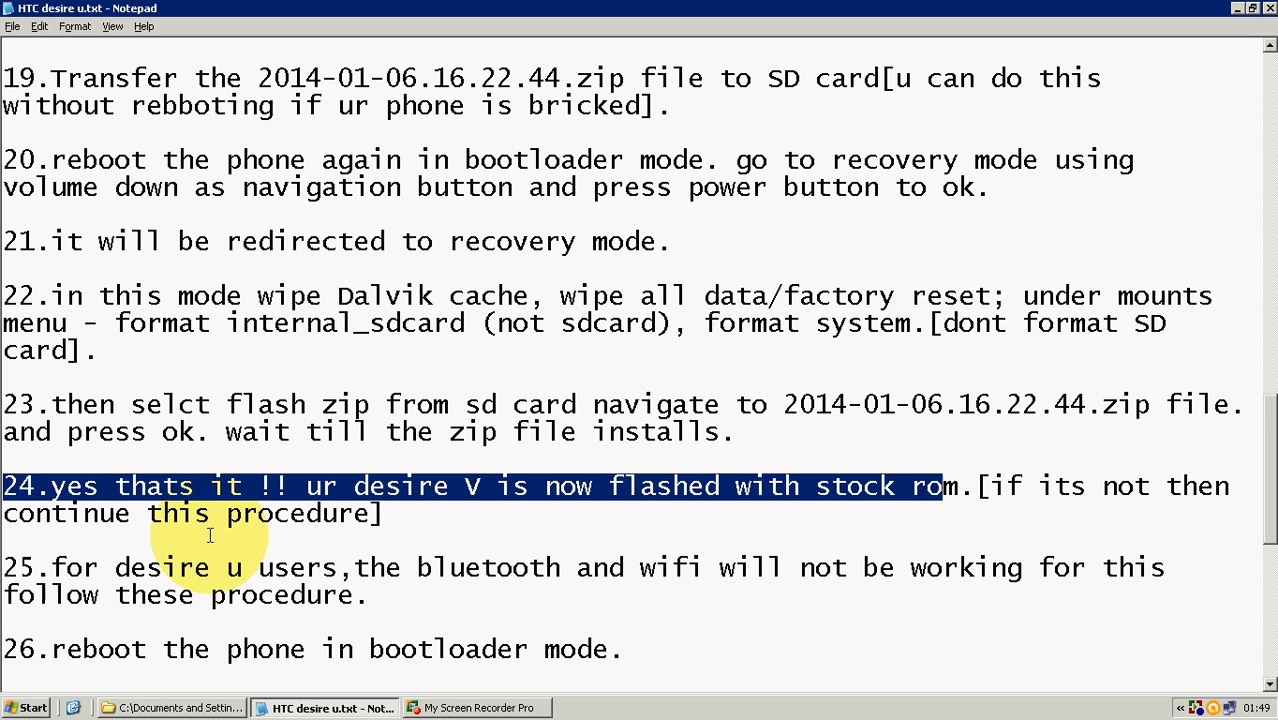 HTC desire u.txt - Notepad
File Edit Format View Help
19.Transfer the 2014-01-06.16.22.44.zip file to SD card[u can do this
without rebboting if ur phone is bricked].
20.reboot the phone again in bootloader mode. go to recovery mode using
volume down as navigation button and press power button to ok.
21.it will be redirected to recovery mode.
22.in this mode wipe Dalvik cache, wipe all data/factory reset; under mounts
menu - format internal_sdcard (not sdcard), format system.[dont format SD
card].
23.then selct flash zip from sd card navigate to 2014-01-06.16.22.44.zip file.
and press ok. wait till the zip file installs.
24.yes thats it !! ur desire V is now flashed with stock rom.[if its not then
continue this procedure]
25.for desire u users,the bluetooth and wifi will not be working for this
follow these procedure.
26.reboot the phone in bootloader mode.
Start C:\Documents and Settin... HTC desire u.txt - Not... My Screen Recorder Pro « 01:49